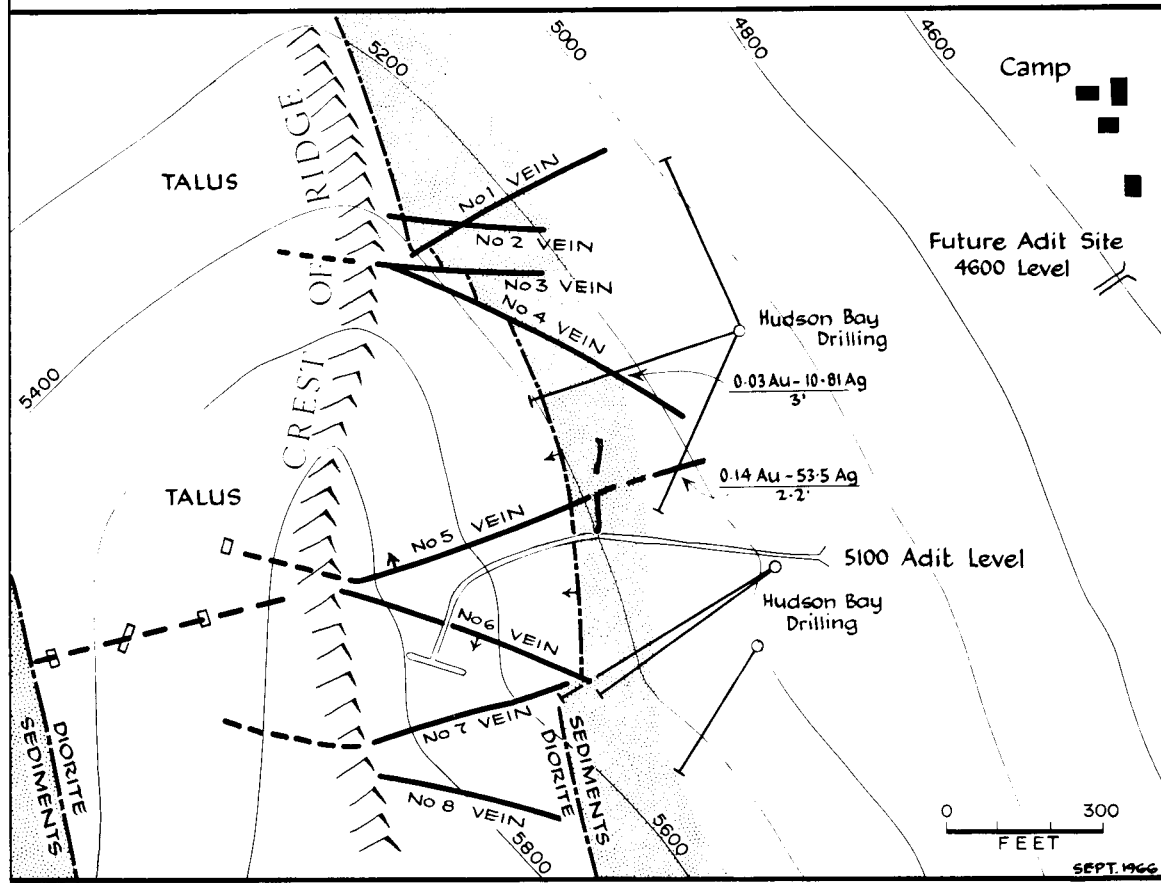 5200
5000
4800
4600
Camp
TALUS
CREST OF RIDGE
No 1 VEIN
No 2 VEIN
No 3 VEIN
No 4 VEIN
Future Adit Site
4600 Level
Hudson Bay
Drilling
0.03 Au - 10.81 Ag
3'
5400
TALUS
0.14 Au - 53.5 Ag
2.2'
No 5 VEIN
5100 Adit Level
Hudson Bay
Drilling
No 6 VEIN
No 7 VEIN
No 8 VEIN
DIORITE
SEDIMENTS
SEDIMENTS
DIORITE
5800
5600
0 300
FEET
SEPT. 1966